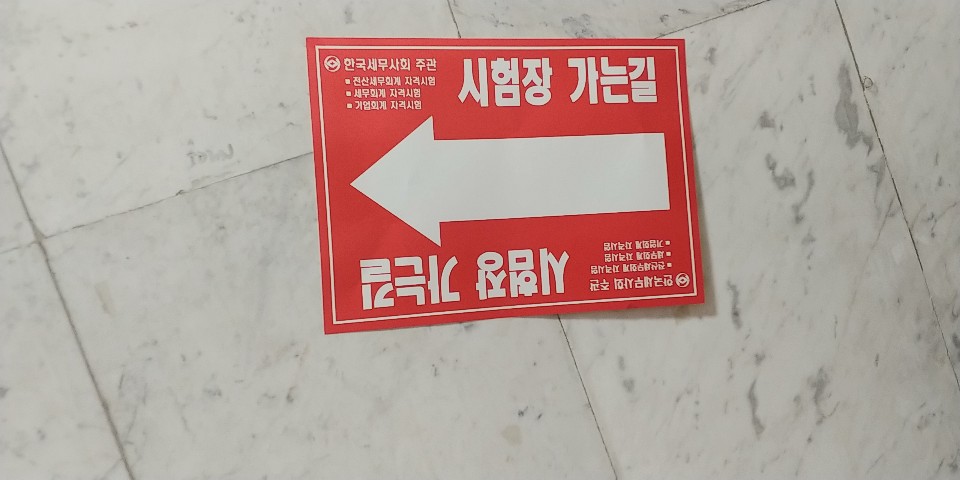 한국세무사회 주관
▪ 전산세무회계 자격시험
▪ 세무회계 자격시험
▪ 기업회계 자격시험
시험장 가는길
시험장 가는길
한국세무사회 주관
▪ 전산세무회계 자격시험
▪ 세무회계 자격시험
▪ 기업회계 자격시험